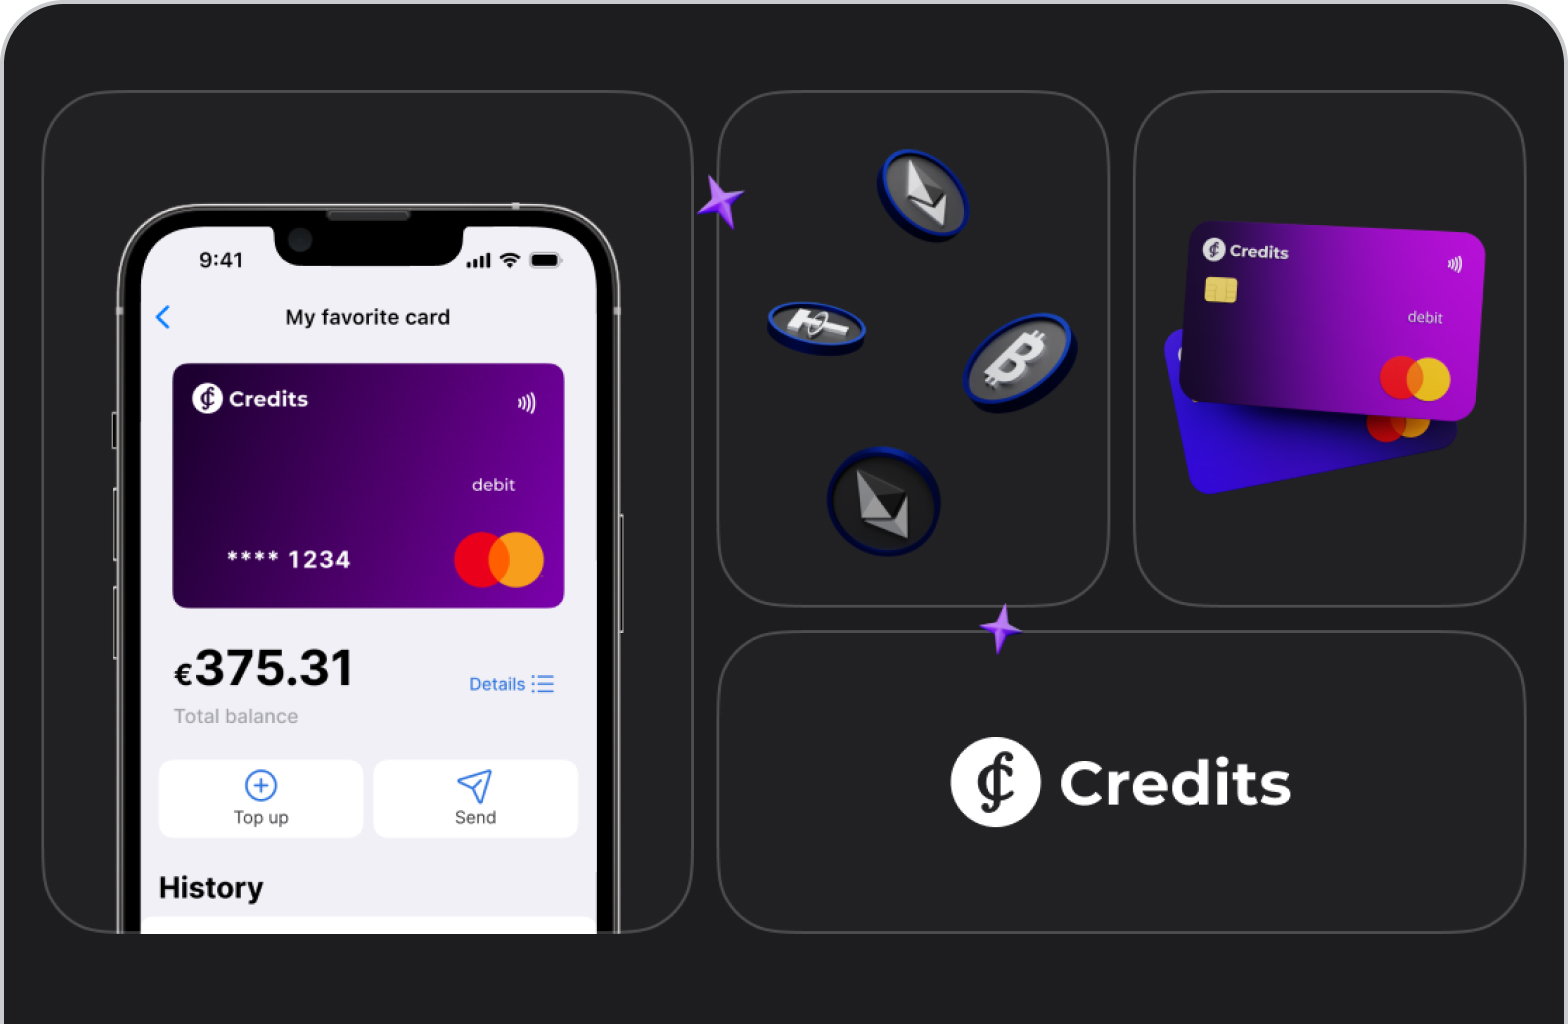 9:41
My favorite card
Credits
debit
**** 1234
€375.31
Details
Total balance
Top up
Send
History
Credits
debit
Credits